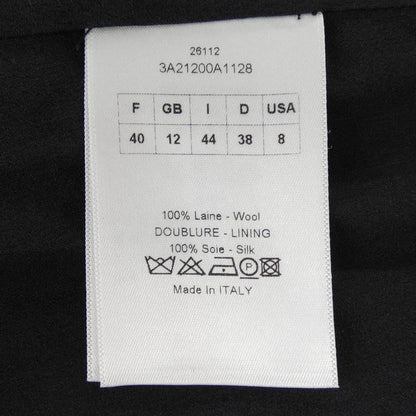 26112
3A21200A1128
F GB I D USA
40 12 44 38 8
100% Laine - Wool
DOUBLURE - LINING
100% Soie - Silk
P
Made In ITALY